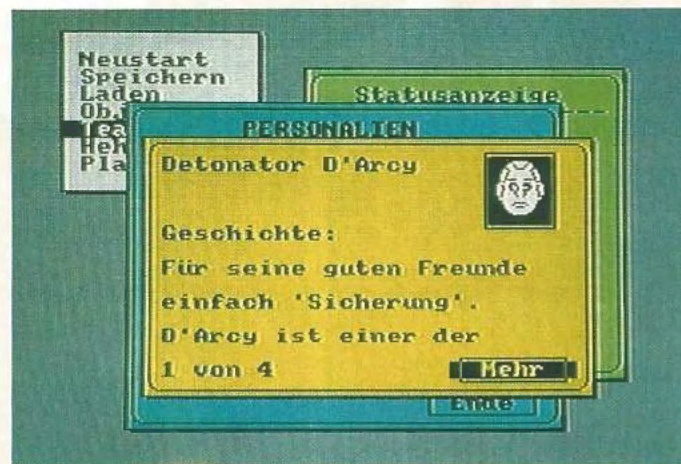 Neustart
Speichern
Laden
Statusanzeige
PERSONALIEN
Detonator D'Arcy
Geschichte:
Für seine guten Freunde
einfach 'Sicherung'.
D'Arcy ist einer der
1 von 4
Mehr
Ende